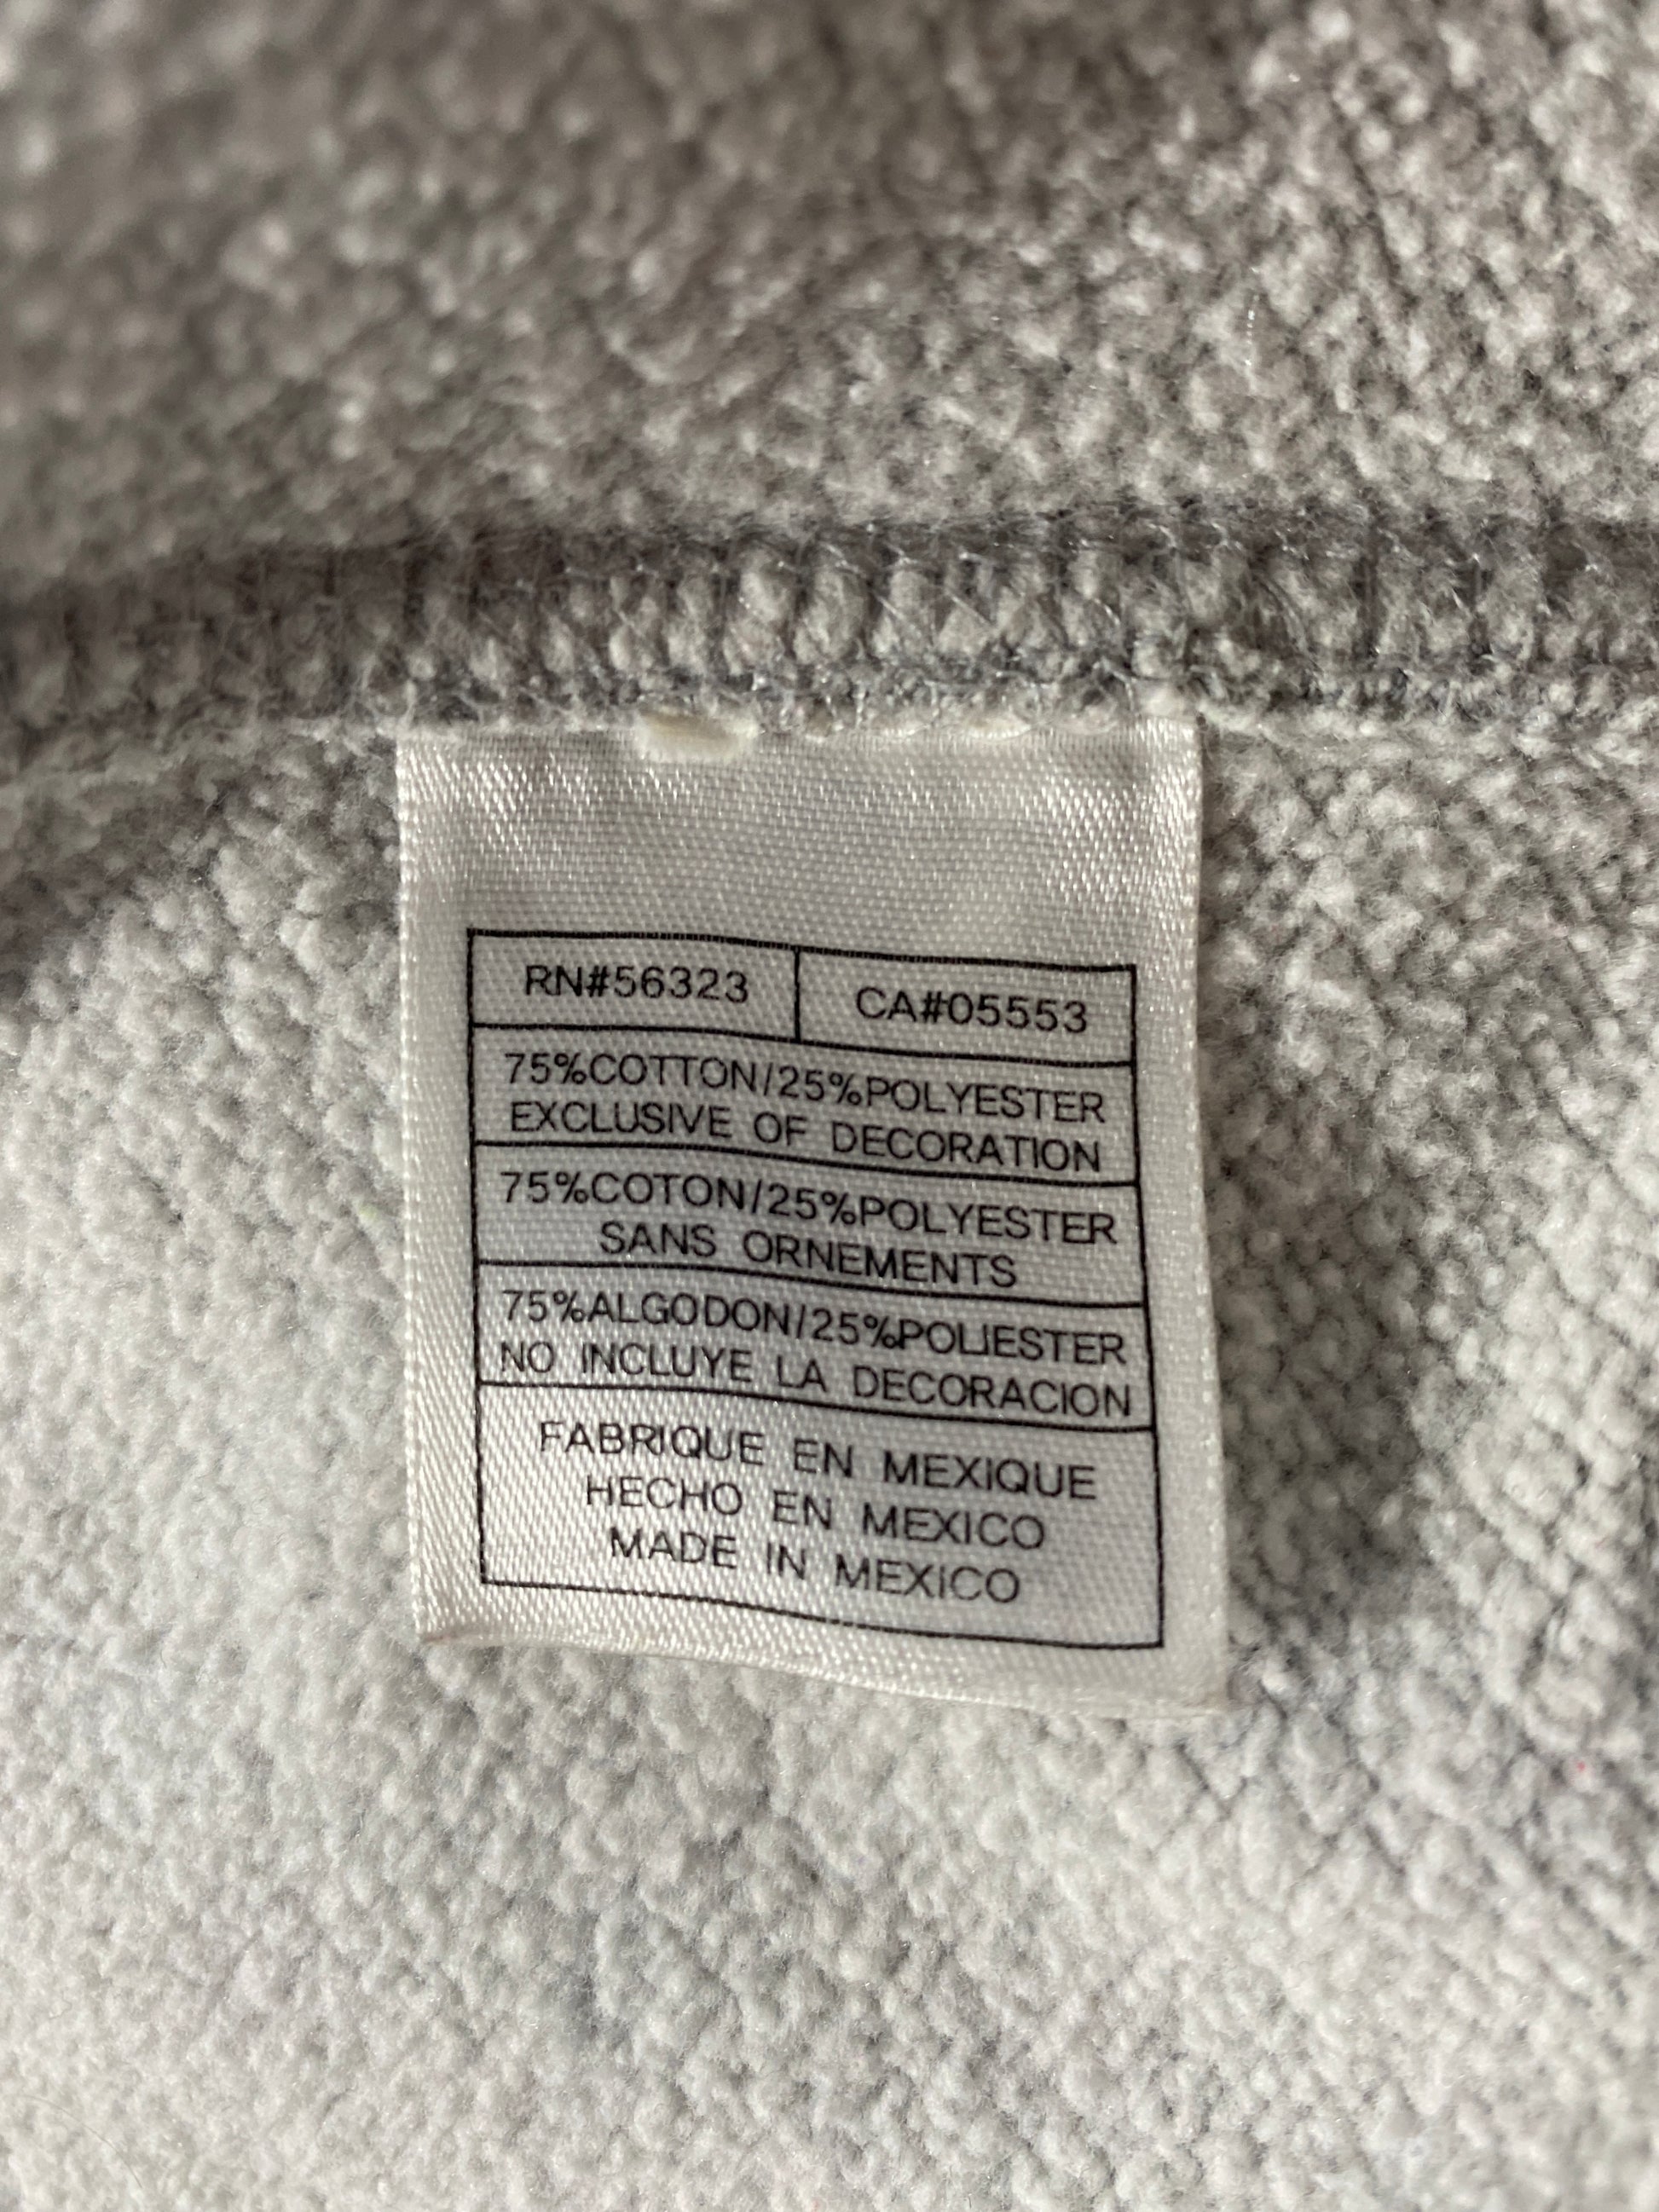 RN#56323 CA#05553
75%COTTON/25%POLYESTER
EXCLUSIVE OF DECORATION
75%COTON/25%POLYESTER
SANS ORNEMENTS
75%ALGODON/25%POLIESTER
NO INCLUYE LA DECORACION
FABRIQUE EN MEXIQUE
HECHO EN MEXICO
MADE IN MEXICO